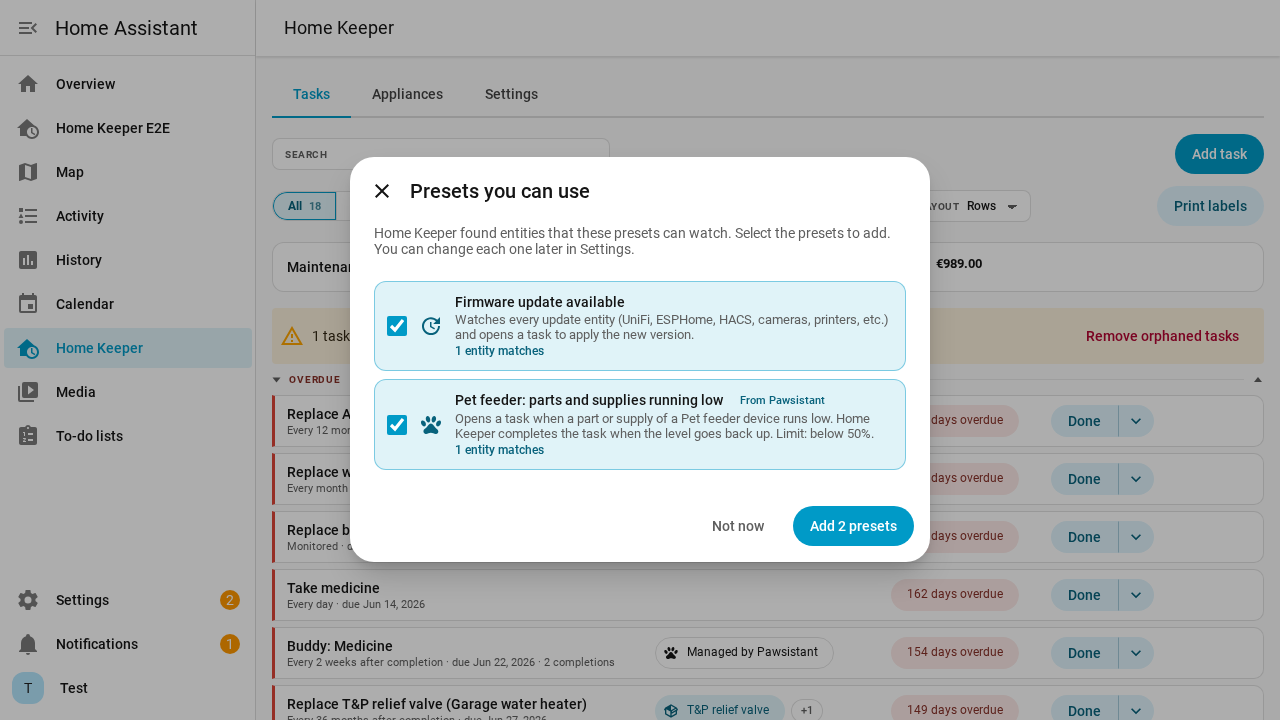 Home Assistant
Home Keeper
Overview
Home Keeper E2E
Map
Activity
History
Calendar
Home Keeper
Media
To-do lists
Settings
2
Notifications
1
T
Test
Tasks
Appliances
Settings
SEARCH
Add task
All 18
Rows
Print labels
€989.00
1 task
Remove orphaned tasks
OVERDUE
Presets you can use
Home Keeper found entities that these presets can watch. Select the presets to add.
You can change each one later in Settings.
Firmware update available
Watches every update entity (UniFi, ESPHome, HACS, cameras, printers, etc.)
and opens a task to apply the new version.
1 entity matches
Pet feeder: parts and supplies running low
From Pawsistant
Opens a task when a part or supply of a Pet feeder device runs low. Home
Keeper completes the task when the level goes back up. Limit: below 50%.
1 entity matches
Not now
Add 2 presets
Replace
Every 12
days overdue
Done
Replace
Every month
days overdue
Done
Replace
Monitored ·
days overdue
Done
Take medicine
Every day · due Jun 14, 2026
162 days overdue
Done
Buddy: Medicine
Every 2 weeks after completion · due Jun 22, 2026 · 2 completions
Managed by Pawsistant
154 days overdue
Done
Replace T&P relief valve (Garage water heater)
Every 36 months after completion · due Jun 27, 2026
T&P relief valve
+1
149 days overdue
Done